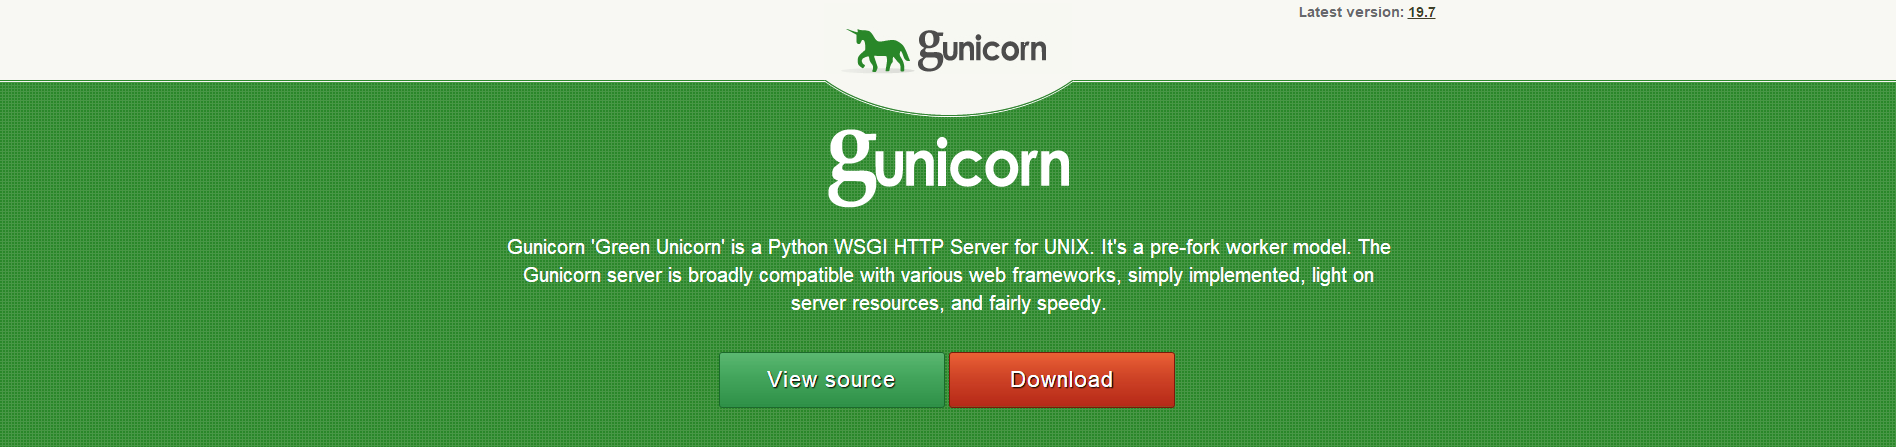 Latest version: 19.7
gunicorn
gunicorn
Gunicorn 'Green Unicorn' is a Python WSGI HTTP Server for UNIX. It's a pre-fork worker model. The
Gunicorn server is broadly compatible with various web frameworks, simply implemented, light on
server resources, and fairly speedy.
View source
Download